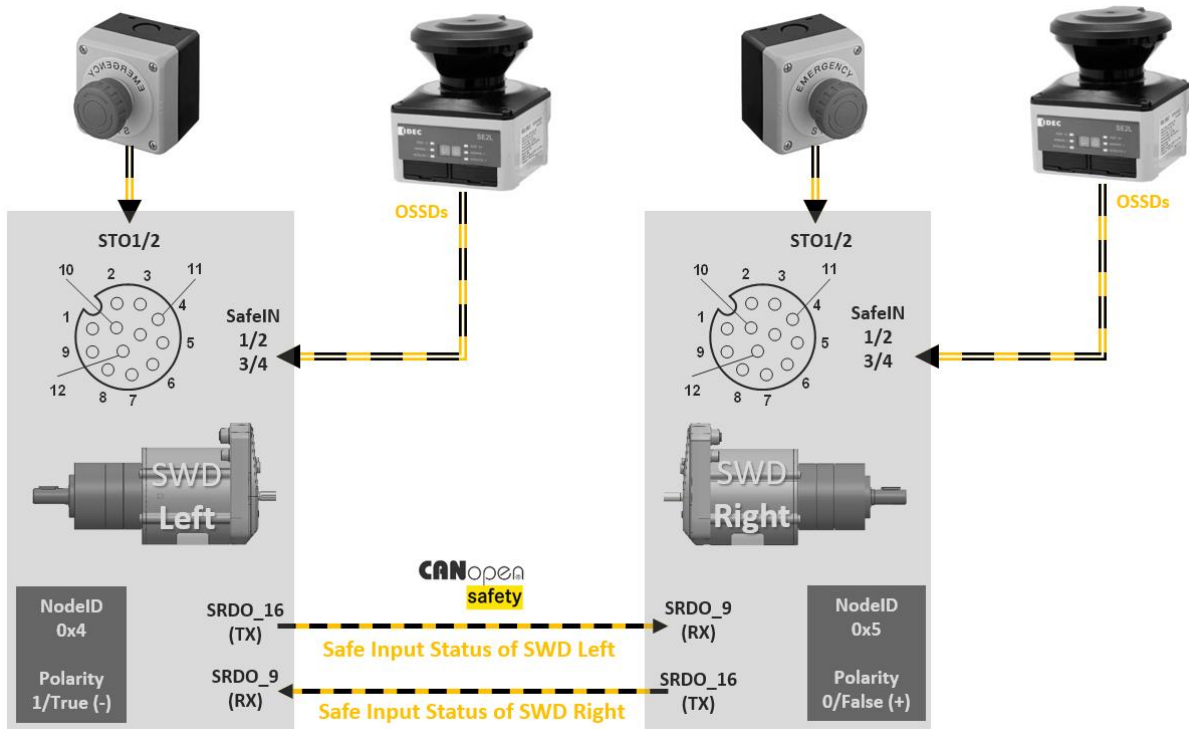 EMERGENCY
IDEC
SE2L
EMERGENCY
S
IDEC
SE2L
OSSDs
OSSDs
STO1/2
10
2
3
11
1
4
9
5
12
6
8
7
SafeIN
1/2
3/4
STO1/2
10
2
3
11
1
4
9
5
12
6
8
7
SafeIN
1/2
3/4
SWD
Left
SWD
Right
CANopen
safety
NodeID
0x4
Polarity
1/True (-)
SRDO_16
(TX)
Safe Input Status of SWD Left
SRDO_9
(RX)
SRDO_9
(RX)
Safe Input Status of SWD Right
SRDO_16
(TX)
NodeID
0x5
Polarity
0/False (+)